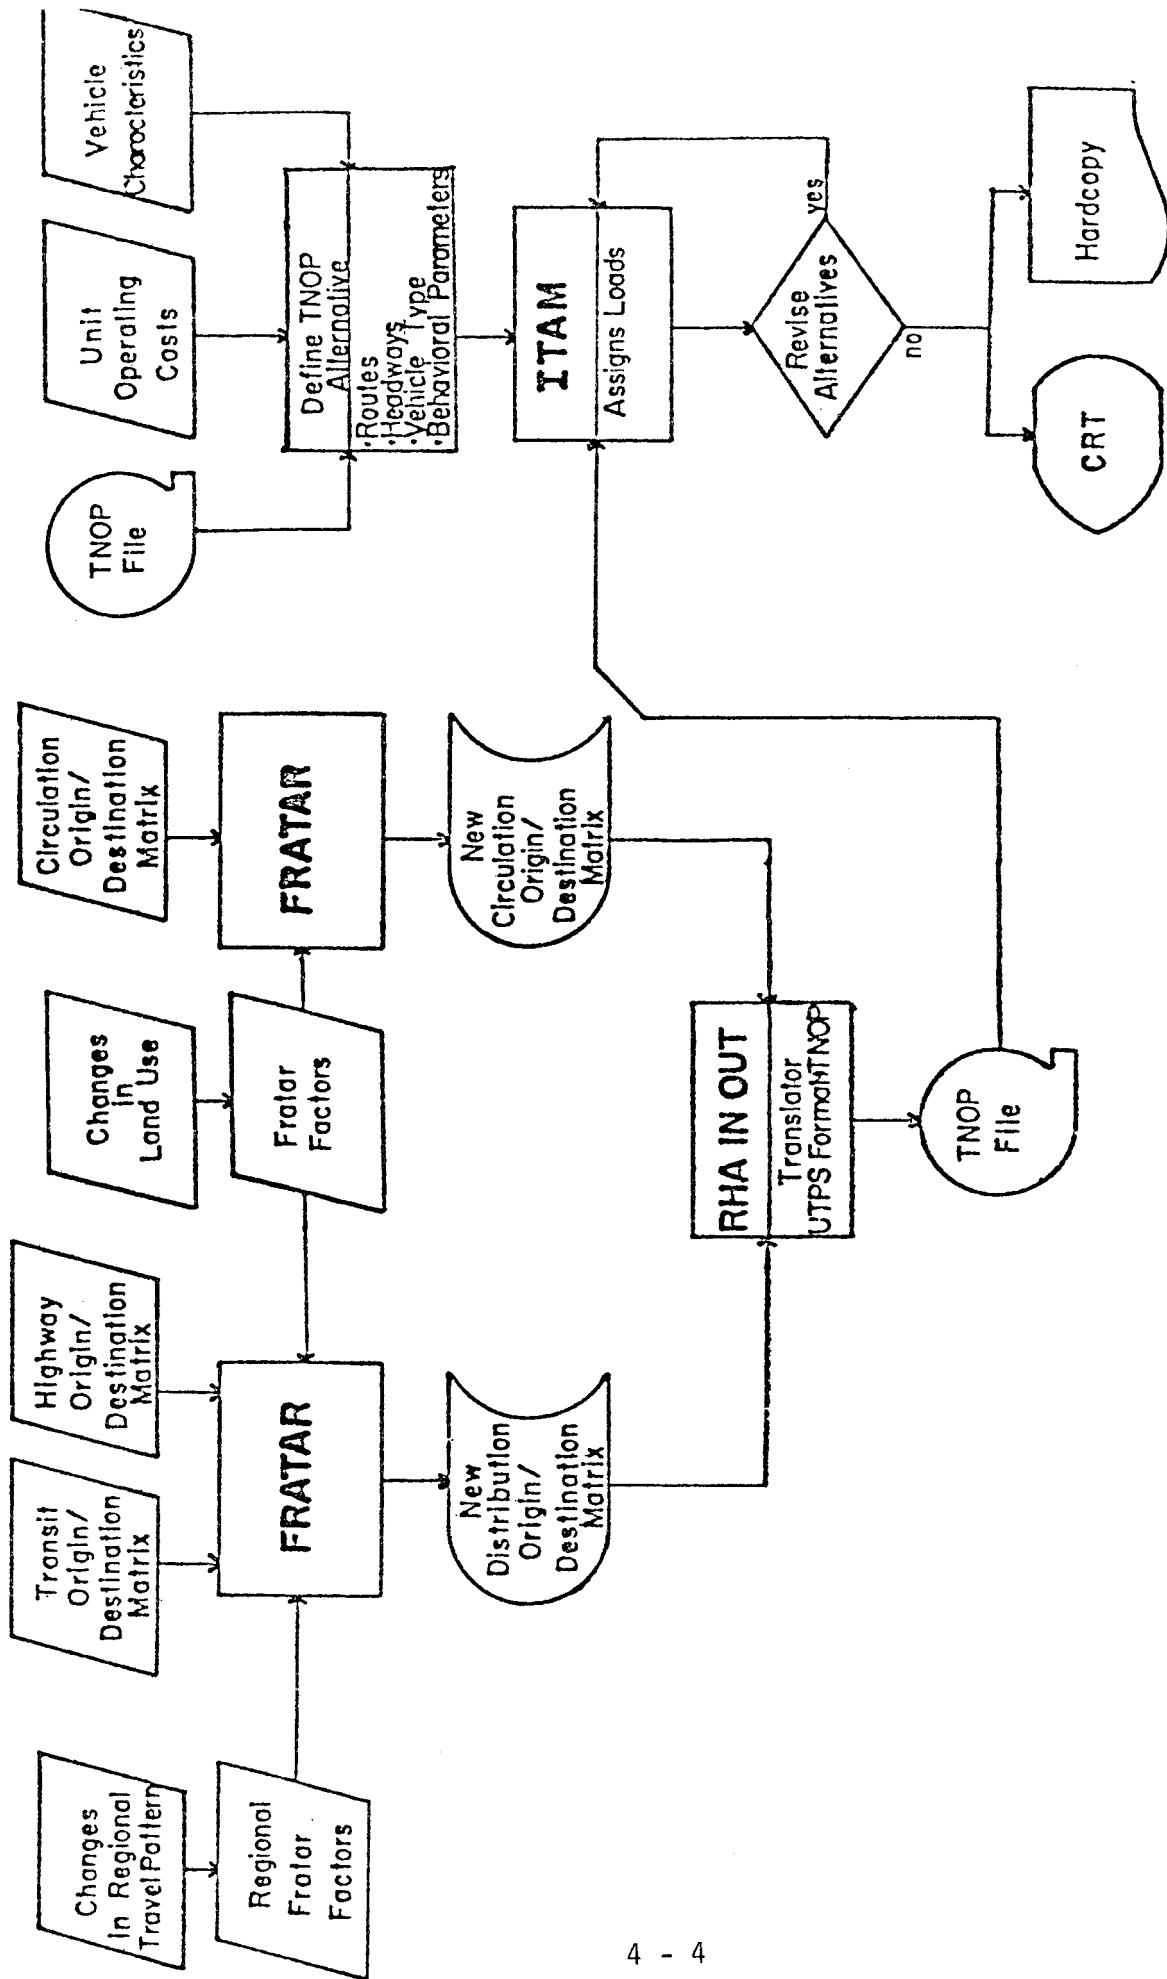 Changes
In Regional
Travel Pattern
Regional
Fratar
Factors
Transit
Origin/
Destination
Matrix
Highway
Origin/
Destination
Matrix
FRATAR
New
Distribution
Origin/
Destination
Matrix
Changes
in
Land Use
Fratar
Factors
Circulation
Origin/
Destination
Matrix
FRATAR
New
Circulation
Origin/
Destination
Matrix
RHA IN OUT
Translator
TNOP
File
TNOP
File
Unit
Operating
Costs
Vehicle
Characteristics
Define TNOP
Alternative
·Routes
·Headways
·Vehicle Type
·Behavioral Parameters
ITAM
Assigns Loads
Revise
Alternatives
yes
no
CRT
Hardcopy
4 - 4